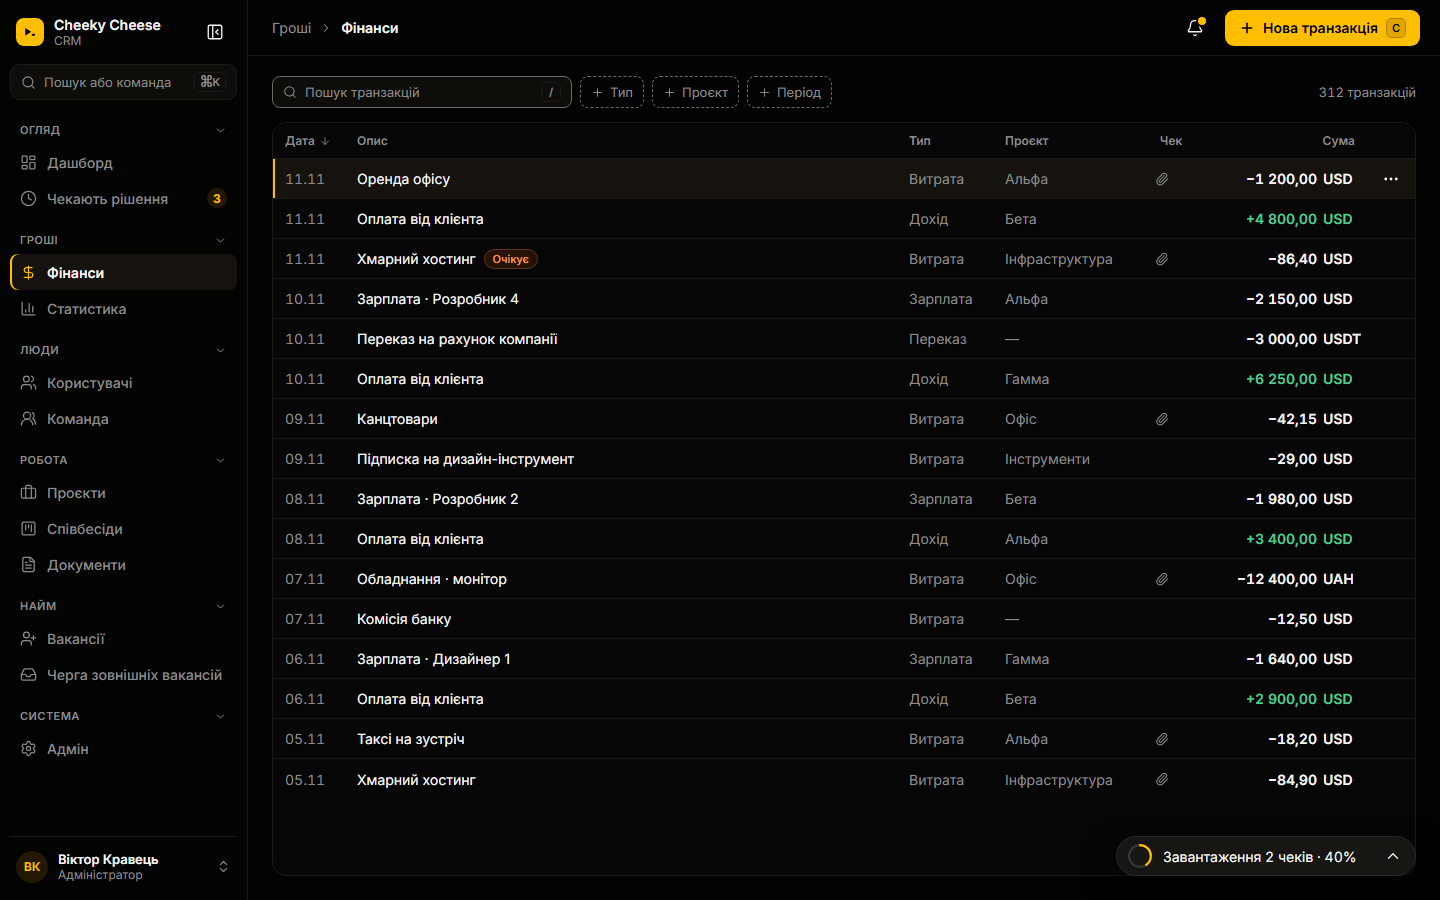 Cheeky Cheese
CRM
Пошук або команда ⌘K
ОГЛЯД
Дашборд
Чекають рішення 3
ГРОШІ
Фінанси
Статистика
ЛЮДИ
Користувачі
Команда
РОБОТА
Проєкти
Співбесіди
Документи
НАЙМ
Вакансії
Черга зовнішніх вакансій
СИСТЕМА
Адмін
ВК
Віктор Кравець
Адміністратор
Гроші > Фінанси
+ Нова транзакція C
Пошук транзакцій /
+ Тип
+ Проєкт
+ Період
312 транзакцій
Дата ↓ Опис Тип Проєкт Чек Сума
11.11 Оренда офісу Витрата Альфа −1 200,00 USD
11.11 Оплата від клієнта Дохід Бета +4 800,00 USD
11.11 Хмарний хостинг Очікує Витрата Інфраструктура −86,40 USD
10.11 Зарплата · Розробник 4 Зарплата Альфа −2 150,00 USD
10.11 Переказ на рахунок компанії Переказ — −3 000,00 USDT
10.11 Оплата від клієнта Дохід Гамма +6 250,00 USD
09.11 Канцтовари Витрата Офіс −42,15 USD
09.11 Підписка на дизайн-інструмент Витрата Інструменти −29,00 USD
08.11 Зарплата · Розробник 2 Зарплата Бета −1 980,00 USD
08.11 Оплата від клієнта Дохід Альфа +3 400,00 USD
07.11 Обладнання · монітор Витрата Офіс −12 400,00 UAH
07.11 Комісія банку Витрата — −12,50 USD
06.11 Зарплата · Дизайнер 1 Зарплата Гамма −1 640,00 USD
06.11 Оплата від клієнта Дохід Бета +2 900,00 USD
05.11 Таксі на зустріч Витрата Альфа −18,20 USD
05.11 Хмарний хостинг Витрата Інфраструктура −84,90 USD
Завантаження 2 чеків · 40%